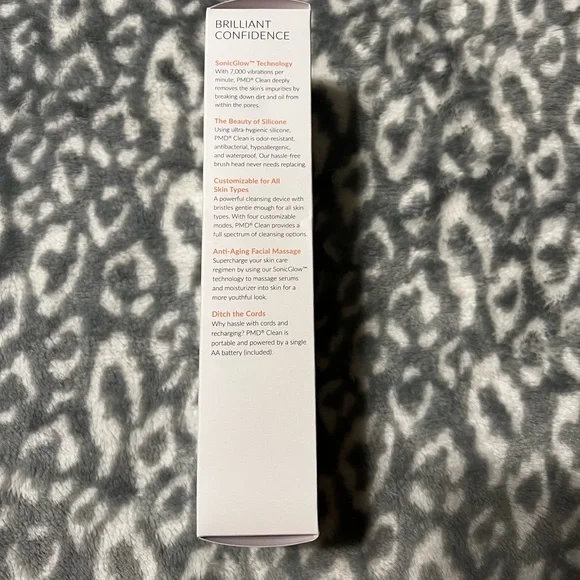 BRILLIANT
CONFIDENCE
SonicGlow™ Technology
With 7,000 vibrations per
minute, PMD® Clean deeply
removes the skin's impurities by
breaking down dirt and oil from
within the pores.
The Beauty of Silicone
Using ultra-hygienic silicone,
PMD® Clean is odor-resistant,
antibacterial, hypoallergenic,
and waterproof. Our hassle-free
brush head never needs replacing.
Customizable for All
Skin Types
A powerful cleansing device with
bristles gentle enough for all skin
types. With four customizable
modes, PMD® Clean provides a
full spectrum of cleansing options.
Anti-Aging Facial Massage
Supercharge your skin care
regimen by using our SonicGlow™
technology to massage serums
and moisturizer into skin for a
more youthful look.
Ditch the Cords
Why hassle with cords and
recharging? PMD® Clean is
portable and powered by a single
AA battery (included).